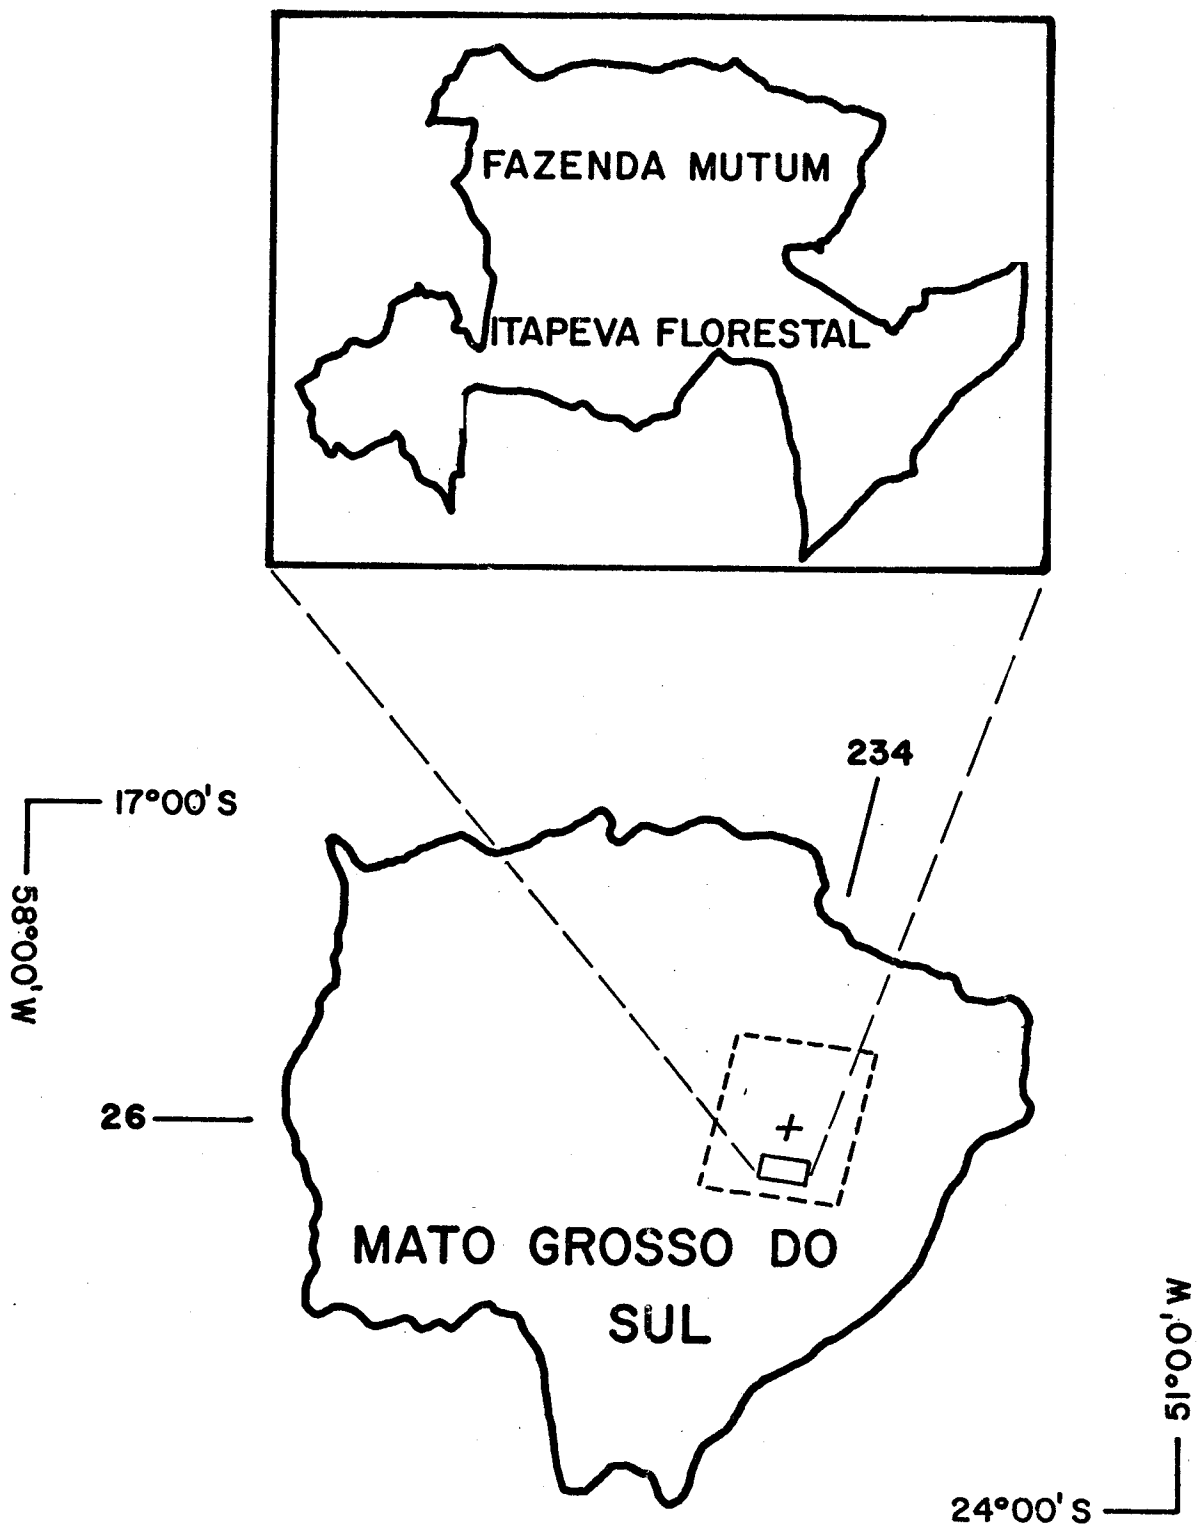 FAZENDA MUTUM
ITAPEVA FLORESTAL
234
17°00'S
58°00'W
26
MATO GROSSO DO
SUL
51°00'W
24°00'S